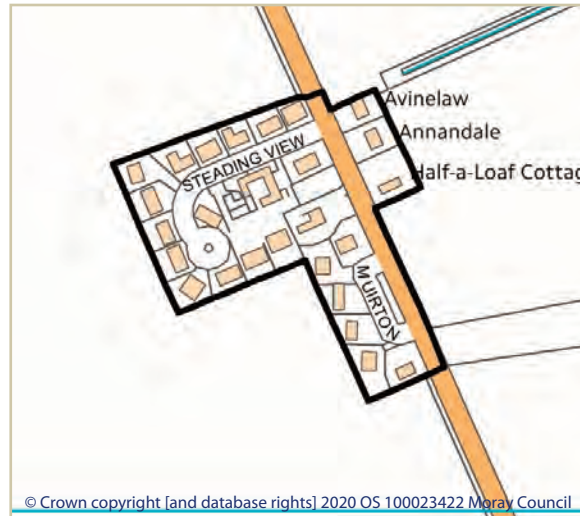 Avinelaw
Annandale
Half-a-Loaf Cottag
STEADING VIEW
MUIRTON
© Crown copyright [and database rights] 2020 OS 100023422 Moray Council